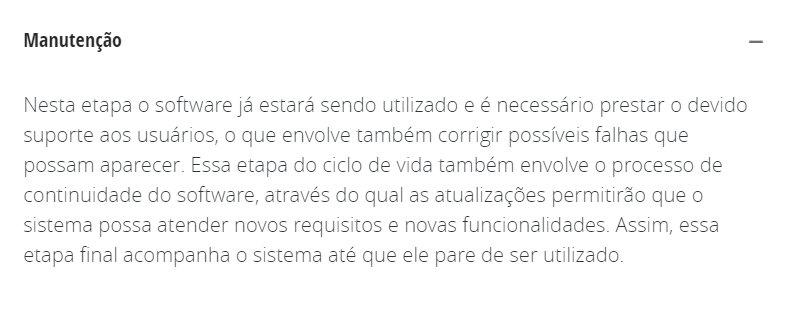 Manutenção
Nesta etapa o software já estará sendo utilizado e é necessário prestar o devido
suporte aos usuários, o que envolve também corrigir possíveis falhas que
possam aparecer. Essa etapa do ciclo de vida também envolve o processo de
continuidade do software, através do qual as atualizações permitirão que o
sistema possa atender novos requisitos e novas funcionalidades. Assim, essa
etapa final acompanha o sistema até que ele pare de ser utilizado.